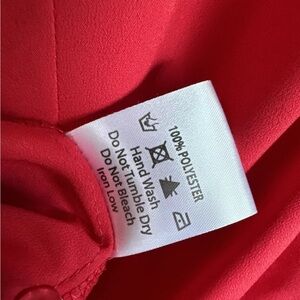 100% POLYESTER
Hand Wash
Do Not Tumble Dry
Do Not Bleach
Iron Low